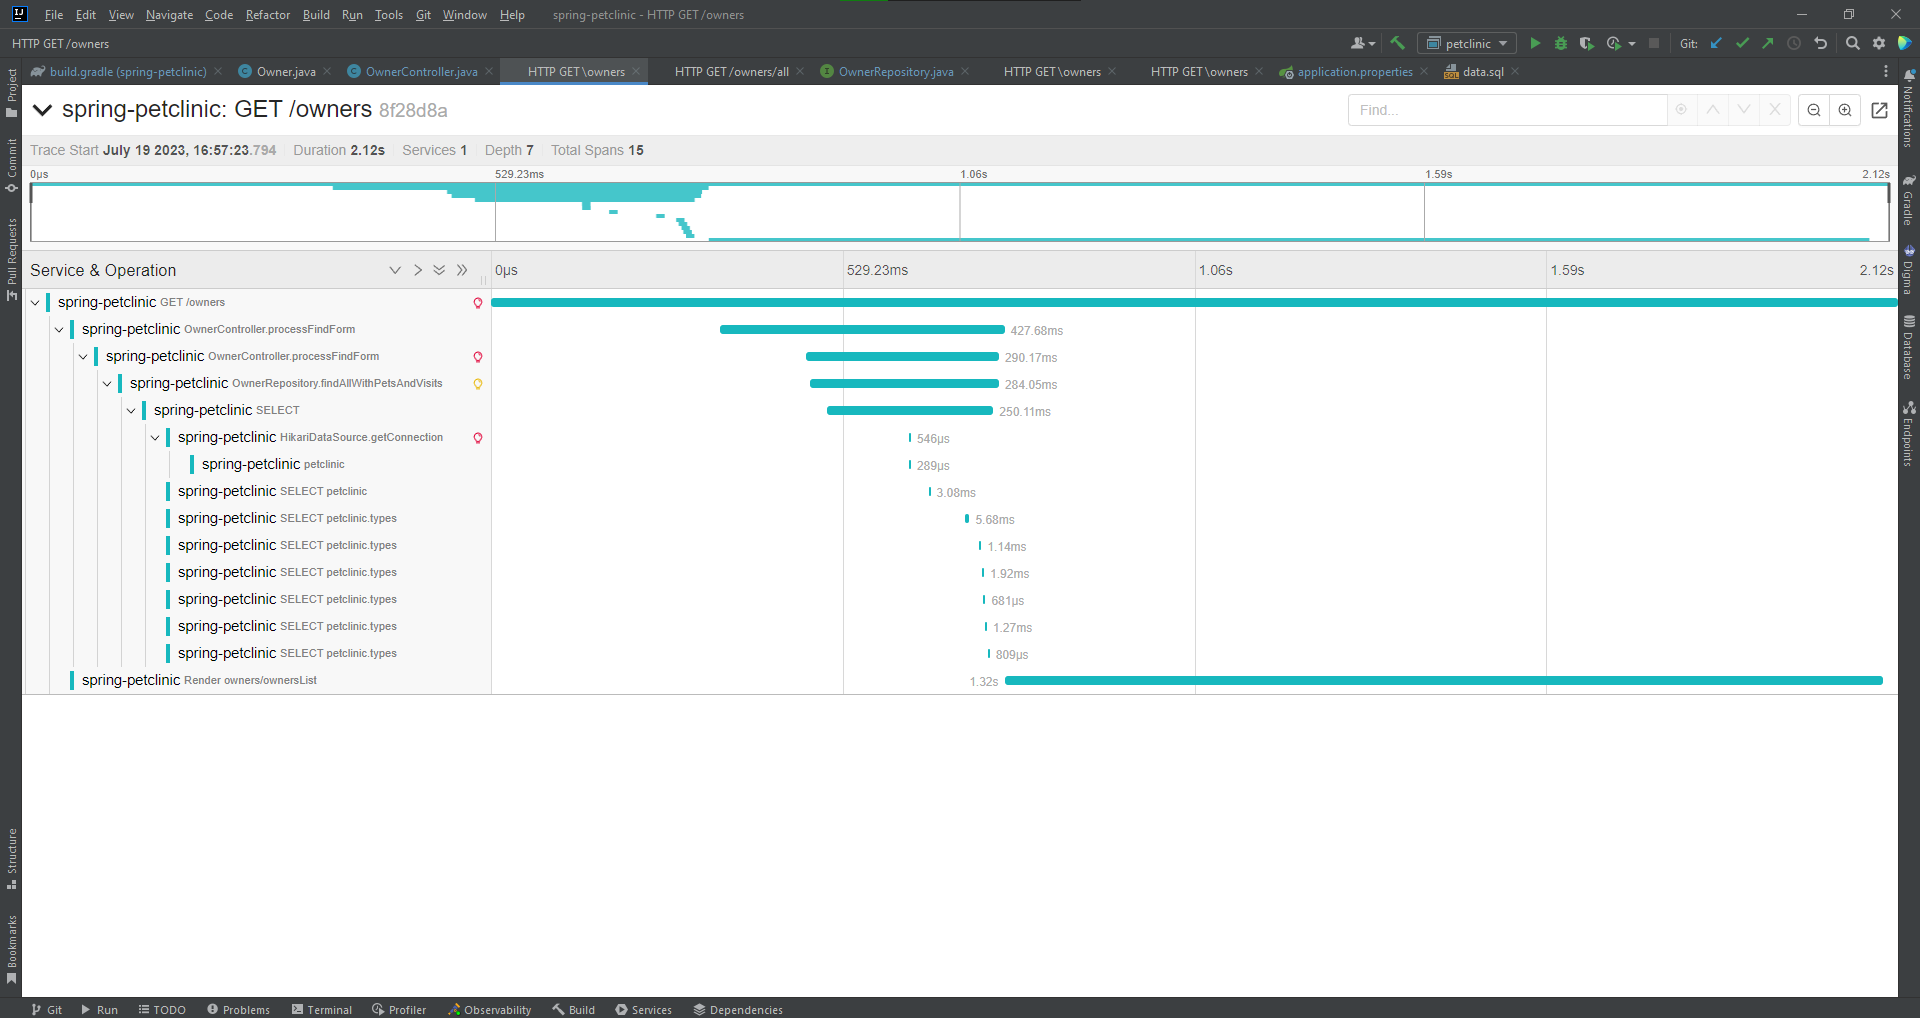 File Edit View Navigate Code Refactor Build Run Tools Git Window Help spring-petclinic - HTTP GET /owners
HTTP GET /owners
petclinic
Git:
build.gradle (spring-petclinic)
Owner.java
OwnerController.java
HTTP GET \owners
HTTP GET /owners/all
OwnerRepository.java
HTTP GET \owners
HTTP GET \owners
application.properties
data.sql
spring-petclinic: GET /owners 8f28d8a
Find...
Trace Start July 19 2023, 16:57:23.794 Duration 2.12s Services 1 Depth 7 Total Spans 15
0μs 529.23ms 1.06s 1.59s 2.12s
Service & Operation 0μs 529.23ms 1.06s 1.59s 2.12s
spring-petclinic GET /owners
spring-petclinic OwnerController.processFindForm 427.68ms
spring-petclinic OwnerController.processFindForm 290.17ms
spring-petclinic OwnerRepository.findAllWithPetsAndVisits 284.05ms
spring-petclinic SELECT 250.11ms
spring-petclinic HikariDataSource.getConnection 546μs
spring-petclinic petclinic 289μs
spring-petclinic SELECT petclinic 3.08ms
spring-petclinic SELECT petclinic.types 5.68ms
spring-petclinic SELECT petclinic.types 1.14ms
spring-petclinic SELECT petclinic.types 1.92ms
spring-petclinic SELECT petclinic.types 681μs
spring-petclinic SELECT petclinic.types 1.27ms
spring-petclinic SELECT petclinic.types 809μs
spring-petclinic Render owners/ownersList 1.32s
Project
Commit
Pull Requests
Structure
Bookmarks
Notifications
Gradle
Digma
Database
Endpoints
Git Run TODO Problems Terminal Profiler Observability Build Services Dependencies